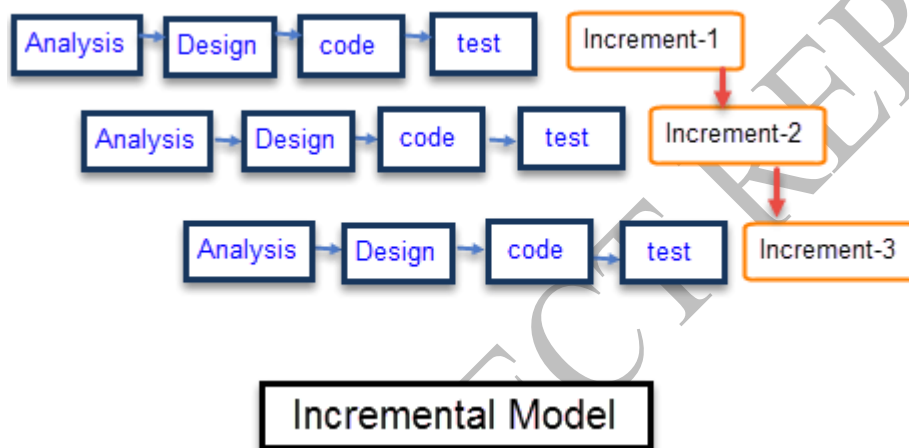 Analysis Design code test Increment-1
Analysis Design code test Increment-2
Analysis Design code test Increment-3
Incremental Model